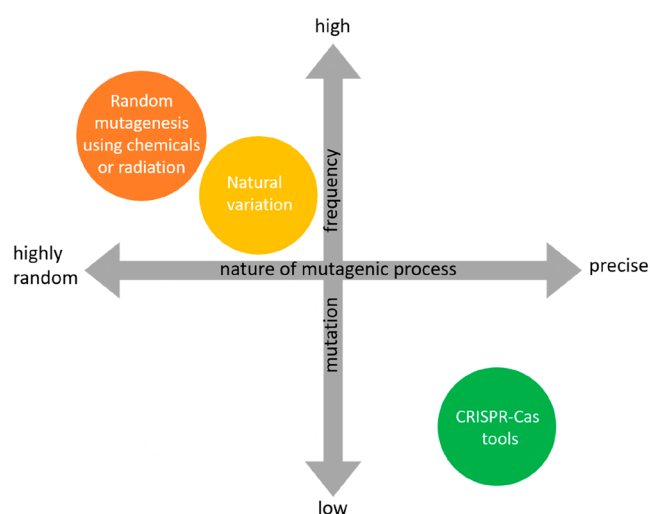 high
Random
mutagenesis
using chemicals
or radiation
Natural
variation
frequency
highly
random
nature of mutagenic process
precise
mutation
CRISPR-Cas
tools
low